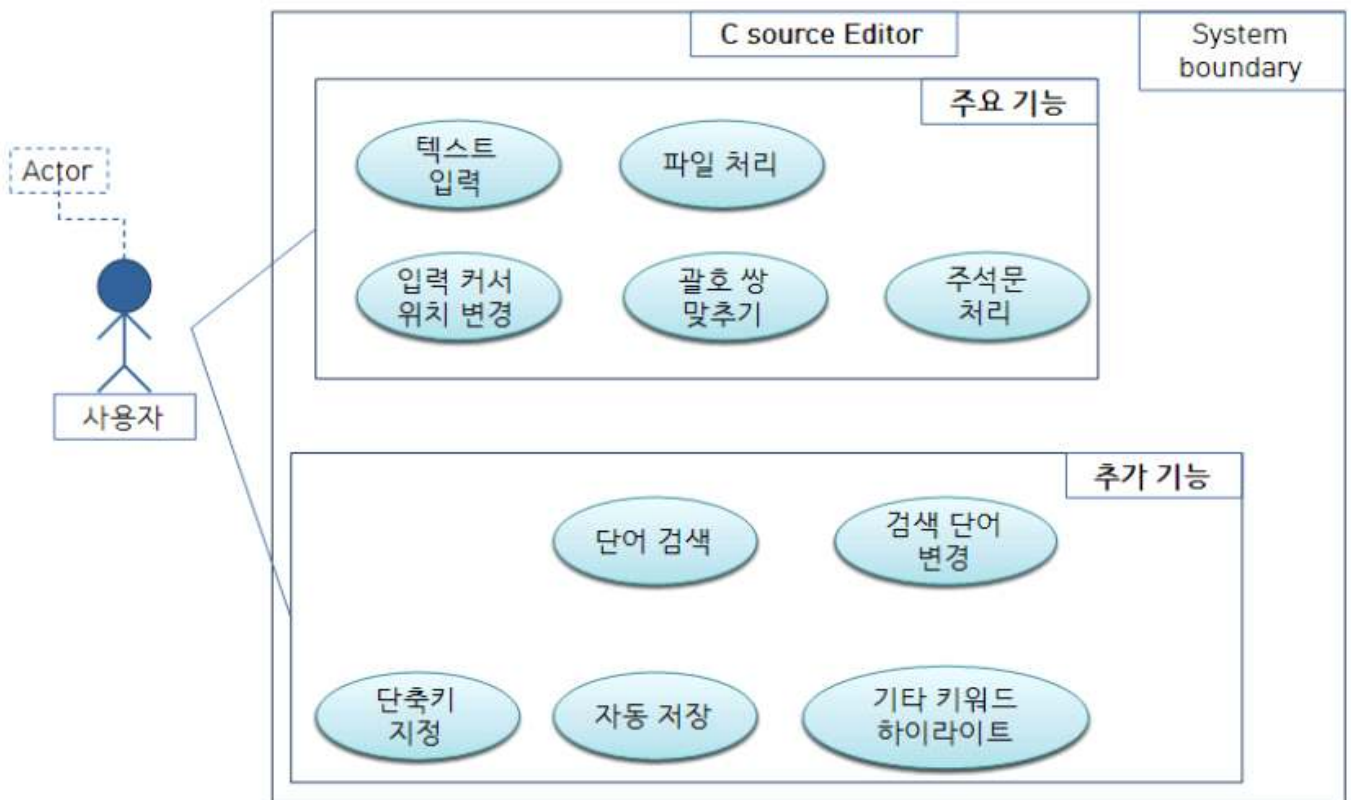 C source Editor
System
boundary
주요 기능
Actor
텍스트
입력
파일 처리
입력 커서
위치 변경
괄호 쌍
맞추기
주석문
처리
사용자
추가 기능
단어 검색
검색 단어
변경
단축키
지정
자동 저장
기타 키워드
하이라이트